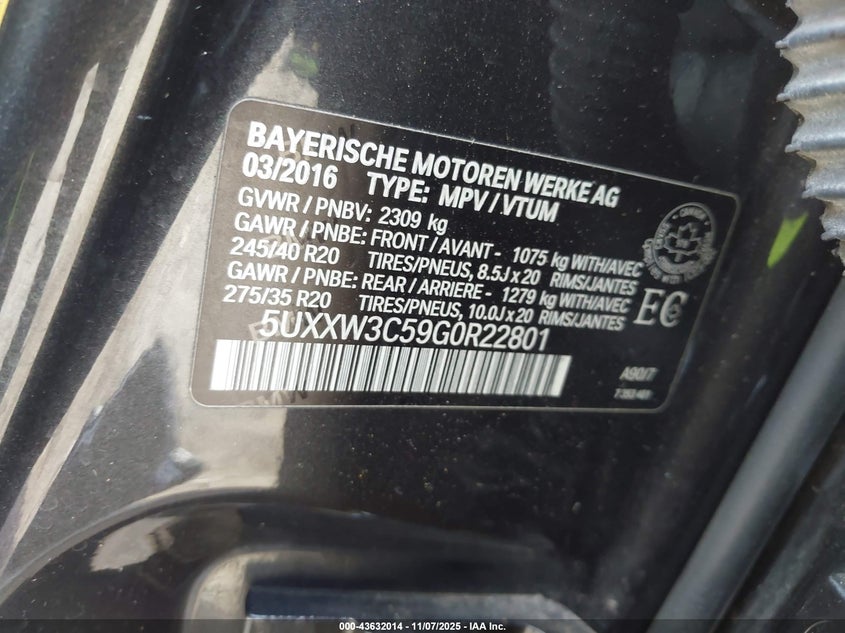 BAYERISCHE MOTOREN WERKE AG
03/2016 TYPE: MPV / VTUM
GVWR / PNBV: 2309 kg
GAWR / PNBE: FRONT / AVANT - 1075 kg WITH/AVEC
245/40 R20 TIRES/PNEUS, 8.5J x 20 RIMS/JANTES
GAWR / PNBE: REAR / ARRIERE - 1279 kg WITH/AVEC
275/35 R20 TIRES/PNEUS, 10.0J x 20 RIMS/JANTES
EC
5UXXW3C59G0R22801
A90/7
000-43632014 | 11/07/2025 - IAA Inc.